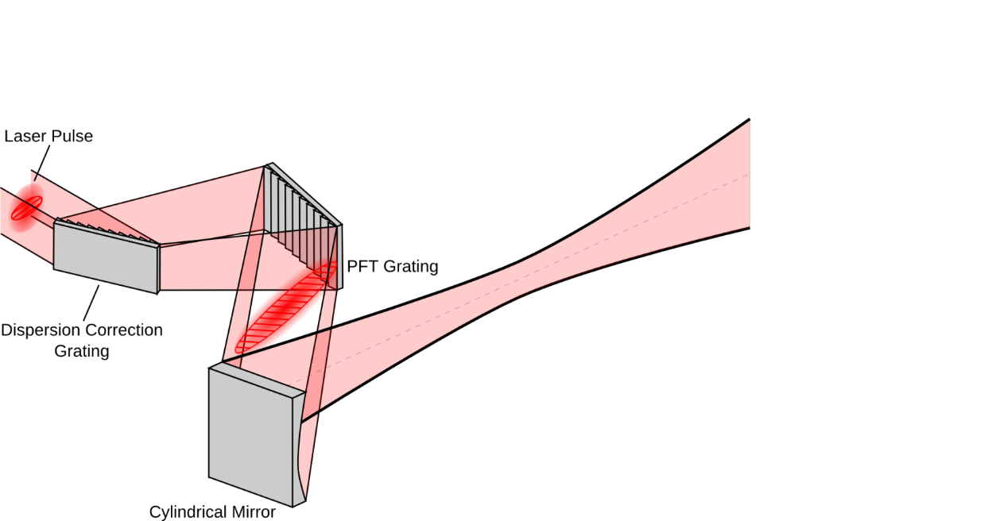 Laser Pulse
PFT Grating
Dispersion Correction
Grating
Cylindrical Mirror